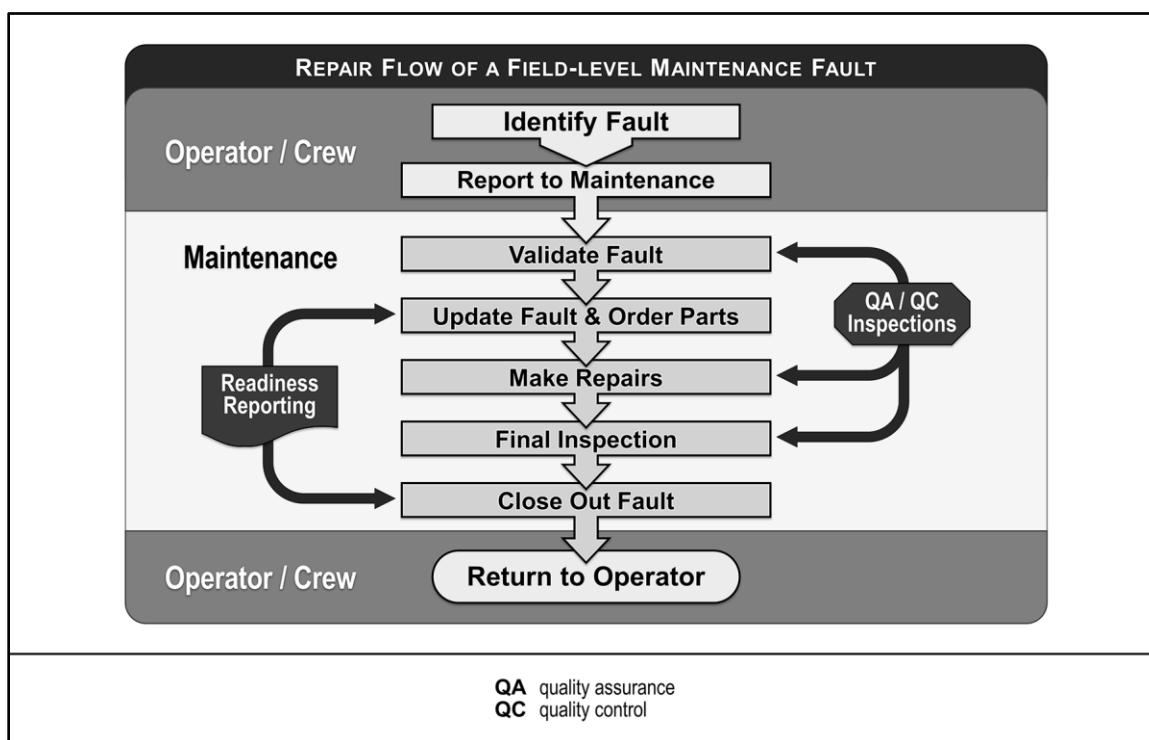 REPAIR FLOW OF A FIELD-LEVEL MAINTENANCE FAULT
Operator / Crew
Identify Fault
Report to Maintenance
Maintenance
Validate Fault
Update Fault & Order Parts
Make Repairs
Final Inspection
Close Out Fault
Readiness
Reporting
QA / QC
Inspections
Operator / Crew
Return to Operator
QA quality assurance
QC quality control